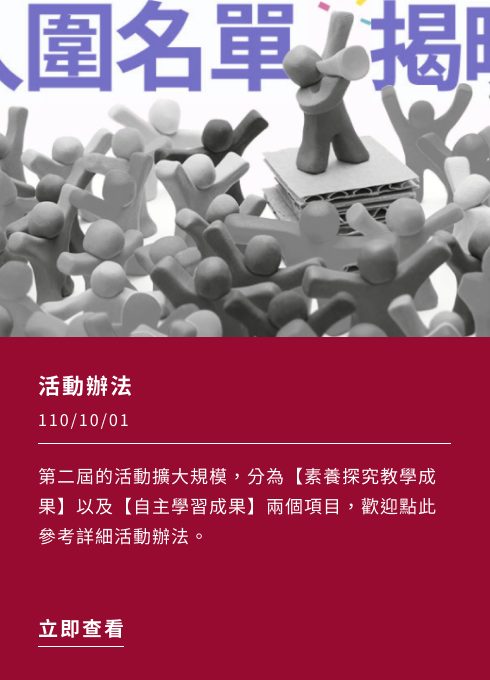 入圍名單 揭曉
活動辦法
110/10/01
第二屆的活動擴大規模，分為【素養探究教學成
果】以及【自主學習成果】兩個項目，歡迎點此
參考詳細活動辦法。
立即查看